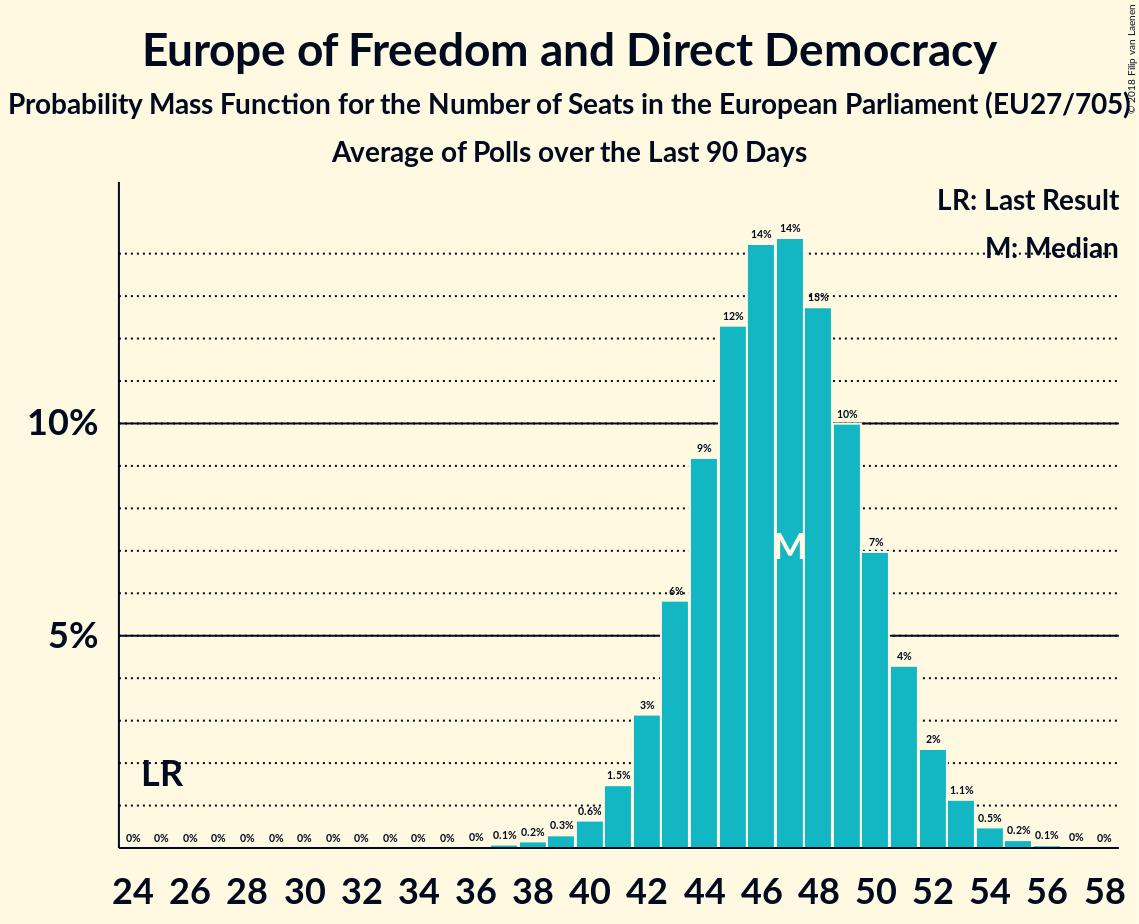 Europe of Freedom and Direct Democracy
Probability Mass Function for the Number of Seats in the European Parliament (EU27/705)
© 2018 Filip van Laenen
Average of Polls over the Last 90 Days
LR: Last Result
M: Median
14% 14%
13%
12%
10%
10%
9%
M
7%
6%
5%
4%
3%
2%
LR
1.5%
1.1%
0.6%
0.5%
0% 0% 0% 0% 0% 0% 0% 0% 0% 0% 0% 0% 0% 0.1% 0.2% 0.3% 0.2% 0.1% 0% 0%
24 26 28 30 32 34 36 38 40 42 44 46 48 50 52 54 56 58